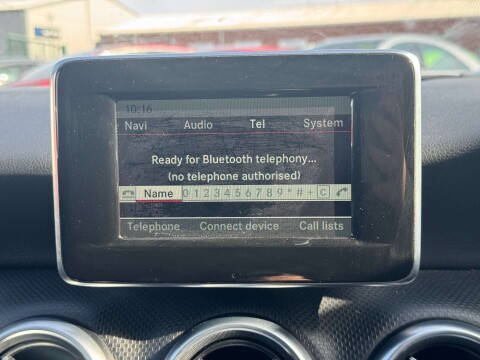 10:16
Navi Audio Tel System
Ready for Bluetooth telephony...
(no telephone authorised)
Name 0 1 2 3 4 5 6 7 8 9 * # + C
Telephone Connect device Call lists